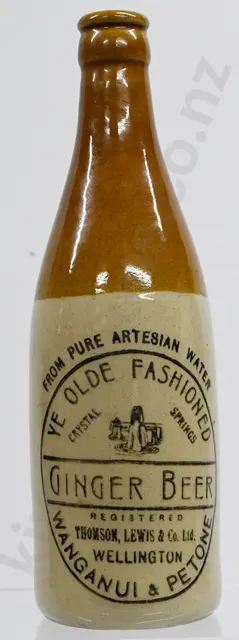 FROM PURE ARTESIAN WATER
YE OLDE FASHIONED
CRYSTAL SPRINGS
GINGER BEER
REGISTERED
THOMSON, LEWIS & Co. Ltd.
WELLINGTON
WANGANUI & PETONE